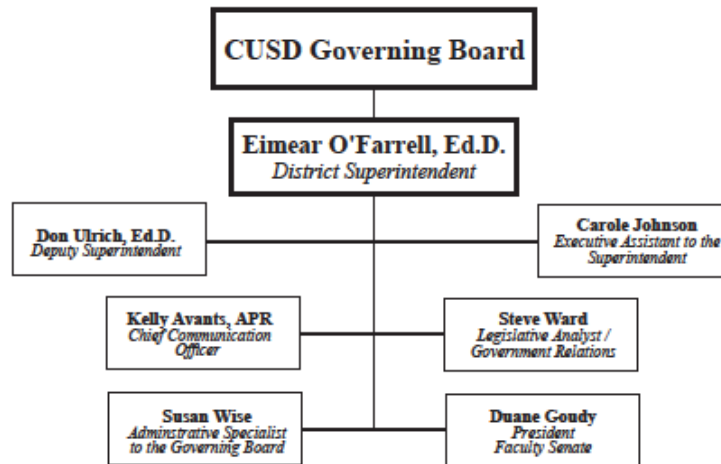 CUSD Governing Board
Eimear O'Farrell, Ed.D.
District Superintendent
Don Ulrich, Ed.D.
Deputy Superintendent
Carole Johnson
Executive Assistant to the
Superintendent
Kelly Avants, APR
Chief Communication
Officer
Steve Ward
Legislative Analyst /
Government Relations
Susan Wise
Adminstrative Specialist
to the Governing Board
Duane Goudy
President
Faculty Senate